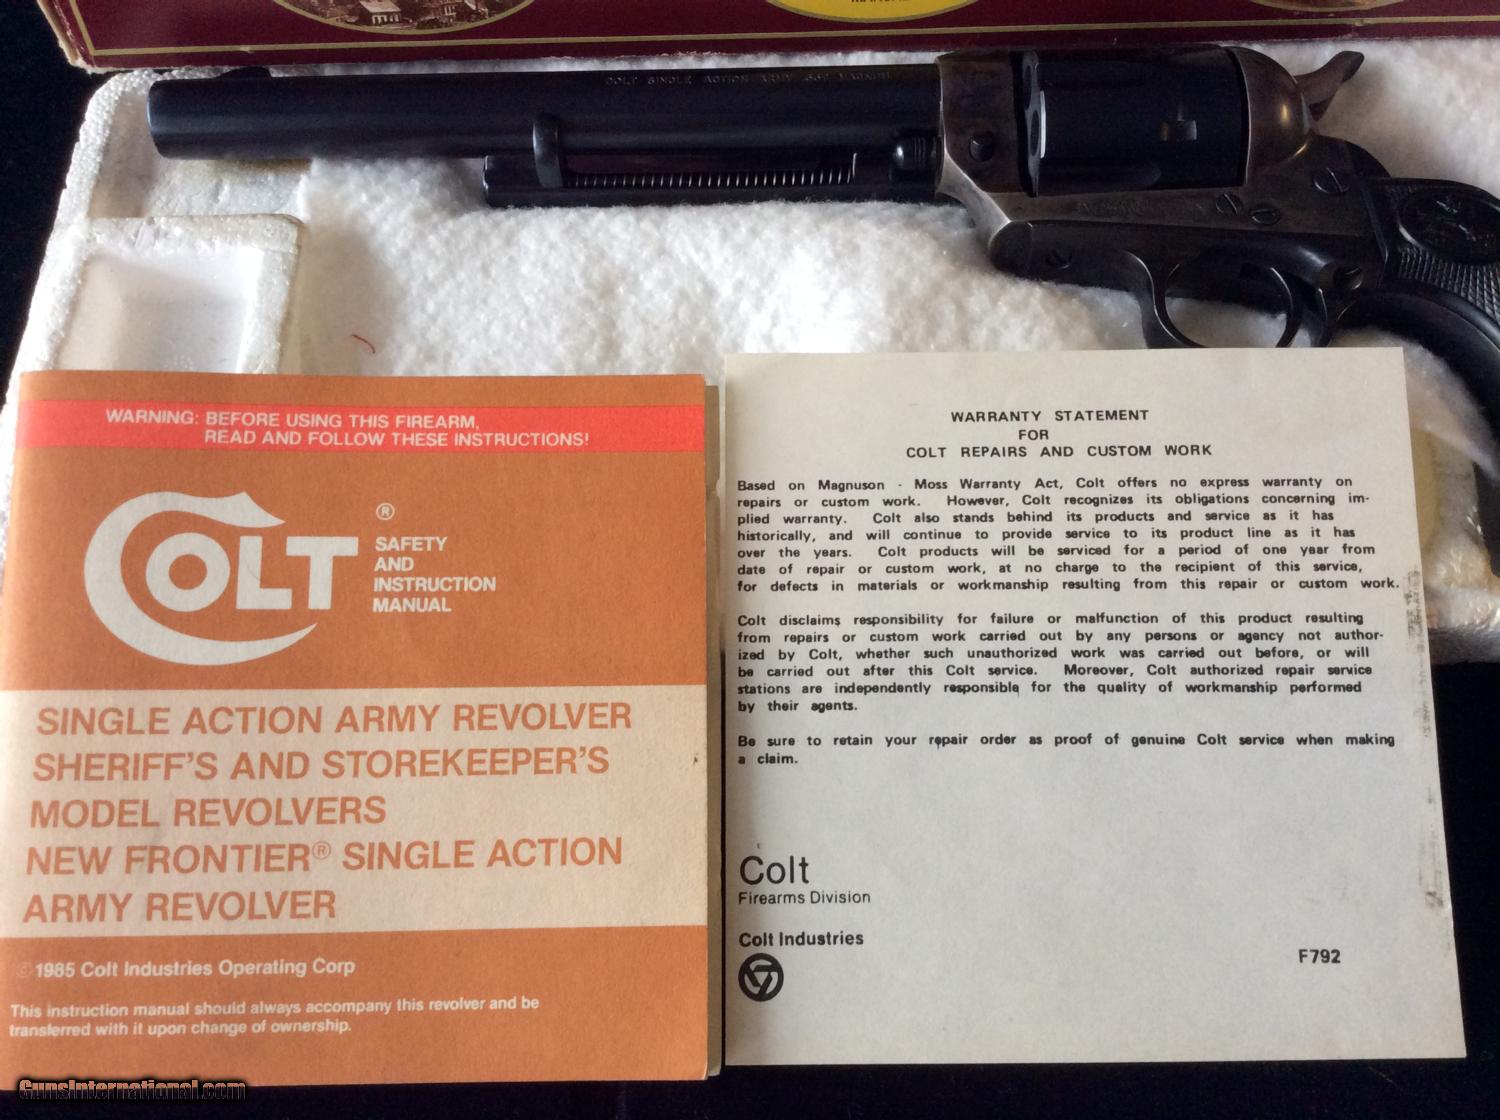 COLT SINGLE ACTION ARMY .357 MAGNUM
WARNING: BEFORE USING THIS FIREARM,
READ AND FOLLOW THESE INSTRUCTIONS!
COLT ®
SAFETY
AND
INSTRUCTION
MANUAL
SINGLE ACTION ARMY REVOLVER
SHERIFF'S AND STOREKEEPER'S
MODEL REVOLVERS
NEW FRONTIER® SINGLE ACTION
ARMY REVOLVER
© 1985 Colt Industries Operating Corp
This instruction manual should always accompany this revolver and be
transferred with it upon change of ownership.
WARRANTY STATEMENT
FOR
COLT REPAIRS AND CUSTOM WORK
Based on Magnuson - Moss Warranty Act, Colt offers no express warranty on
repairs or custom work. However, Colt recognizes its obligations concerning im-
plied warranty. Colt also stands behind its products and service as it has
historically, and will continue to provide service to its product line as it has
over the years. Colt products will be serviced for a period of one year from
date of repair or custom work, at no charge to the recipient of this service,
for defects in materials or workmanship resulting from this repair or custom work.
Colt disclaims responsibility for failure or malfunction of this product resulting
from repairs or custom work carried out by any persons or agency not author-
ized by Colt, whether such unauthorized work was carried out before, or will
be carried out after this Colt service. Moreover, Colt authorized repair service
stations are independently responsible for the quality of workmanship performed
by their agents.
Be sure to retain your repair order as proof of genuine Colt service when making
a claim.
Colt
Firearms Division
Colt Industries
F792
GunsInternational.com